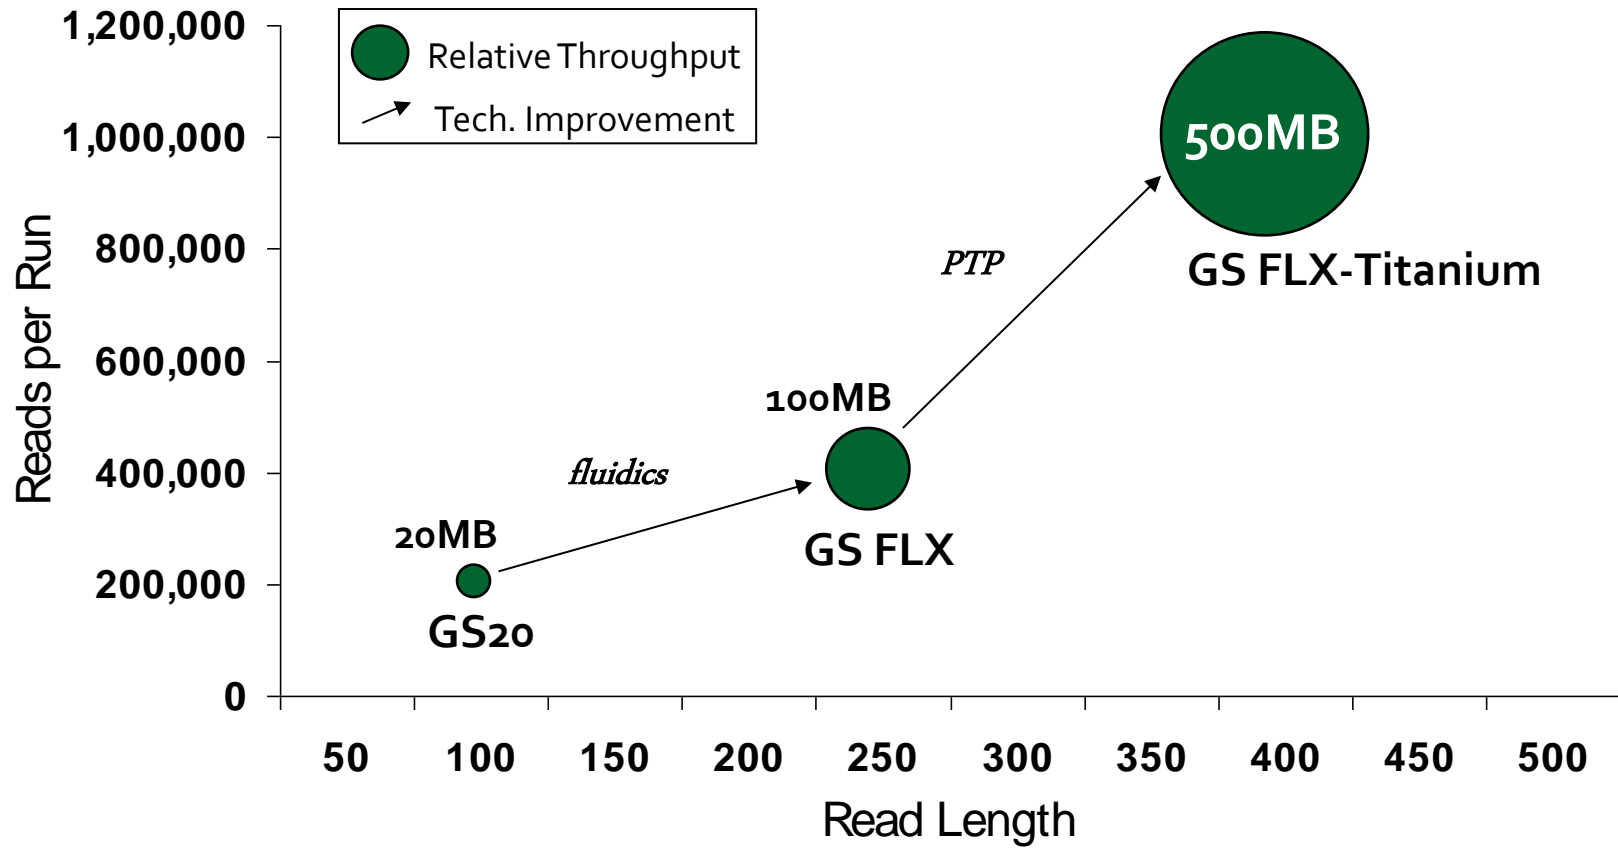 1,200,000
Relative Throughput
Tech. Improvement
1,000,000
500MB
800,000
PTP
GS FLX-Titanium
Reads per Run
600,000
100MB
400,000
fluidics
20MB
GS FLX
200,000
GS20
0
50 100 150 200 250 300 350 400 450 500
Read Length